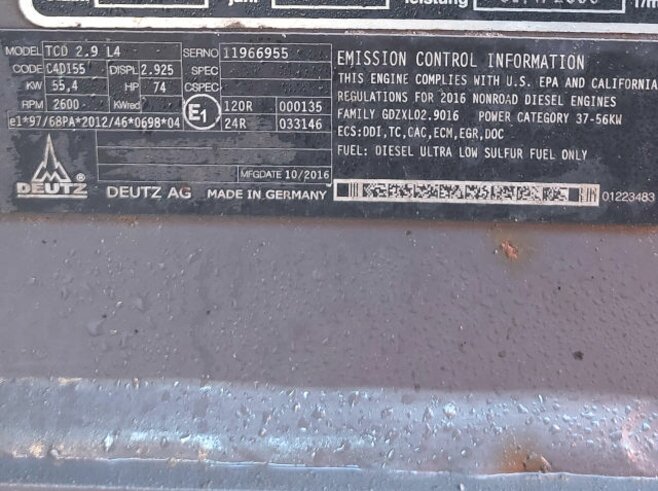 jahr
leistung
MODEL TCD 2.9 L4 SERNO 11966955
CODE C4D155 DISPL 2.925 SPEC
KW 55,4 HP 74 CSPEC
RPM 2600 KWred E1 120R 000135
e1*97/68PA*2012/46*0698*04 24R 033146
MFGDATE 10/2016
DEUTZ ® DEUTZ AG MADE IN GERMANY
EMISSION CONTROL INFORMATION
THIS ENGINE COMPLIES WITH U.S. EPA AND CALIFORNIA
REGULATIONS FOR 2016 NONROAD DIESEL ENGINES
FAMILY GDZXL02.9016 POWER CATEGORY 37-56KW
ECS:DDI,TC,CAC,ECM,EGR,DOC
FUEL: DIESEL ULTRA LOW SULFUR FUEL ONLY
01223483